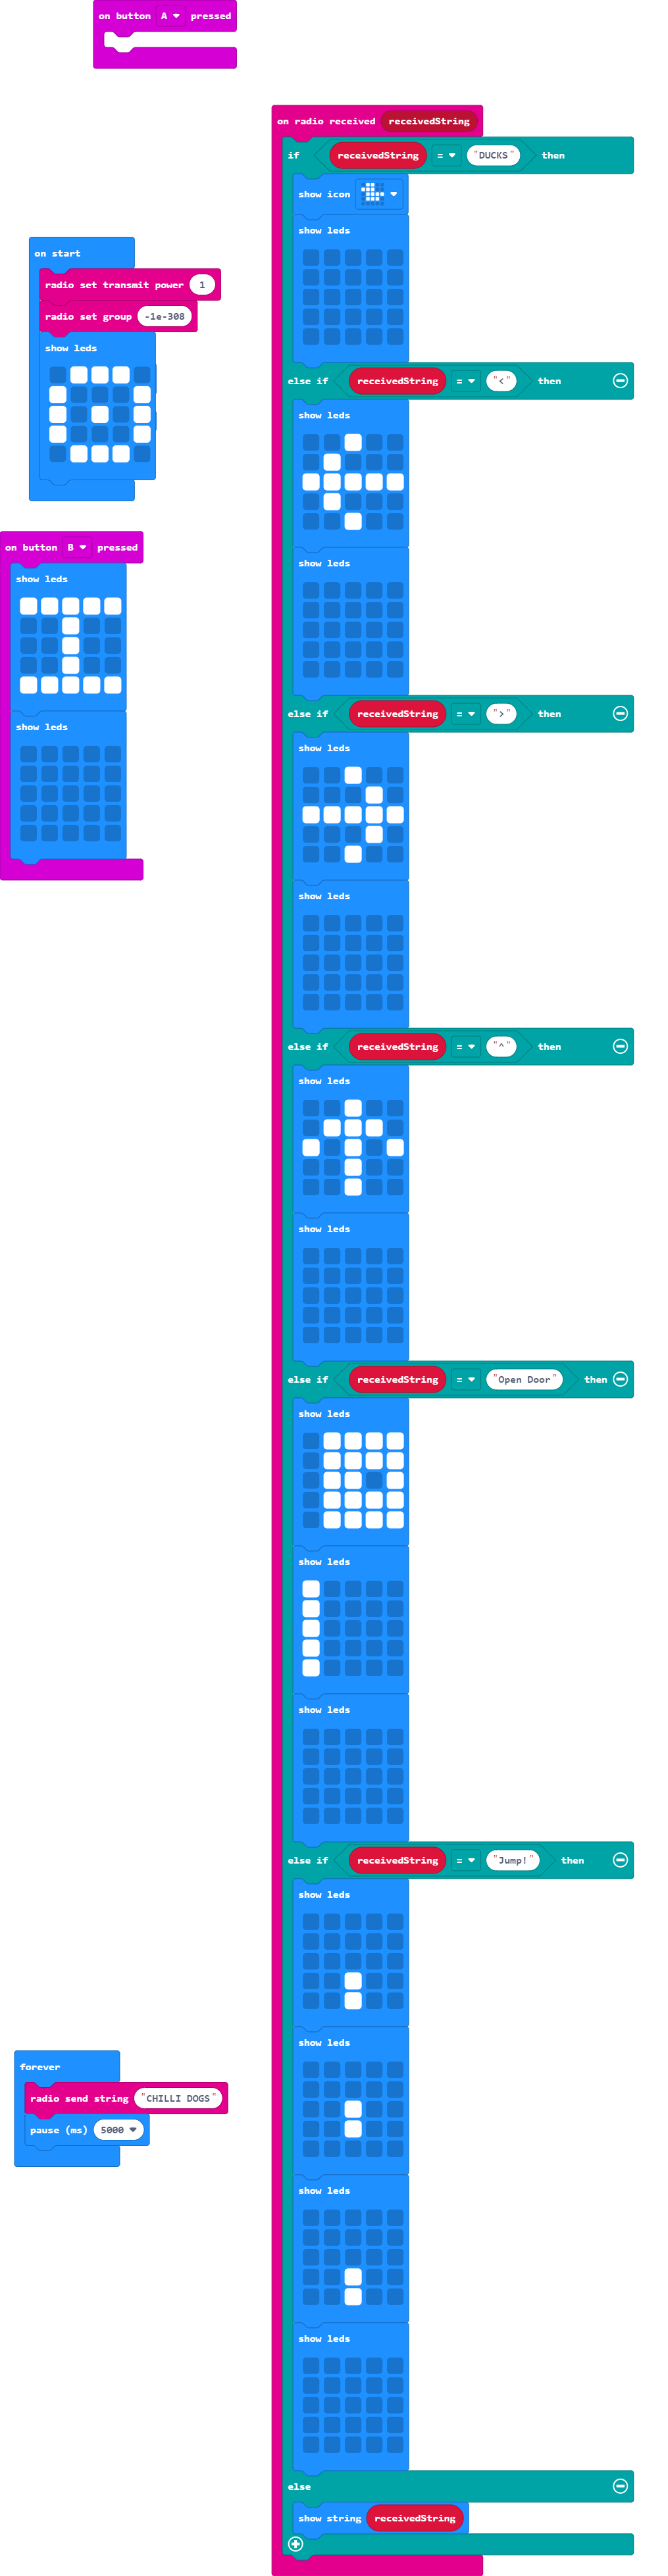 on button A pressed
on radio received receivedString
if receivedString = "DUCKS" then
show icon
show leds
on start
radio set transmit power 1
radio set group -1e-308
show leds
else if receivedString = "<" then
show leds
show leds
on button B pressed
show leds
show leds
else if receivedString = ">" then
show leds
show leds
else if receivedString = "^" then
show leds
show leds
else if receivedString = "Open Door" then
show leds
show leds
show leds
else if receivedString = "Jump!" then
show leds
show leds
show leds
show leds
forever
radio send string "CHILLI DOGS"
pause (ms) 5000
else
show string receivedString